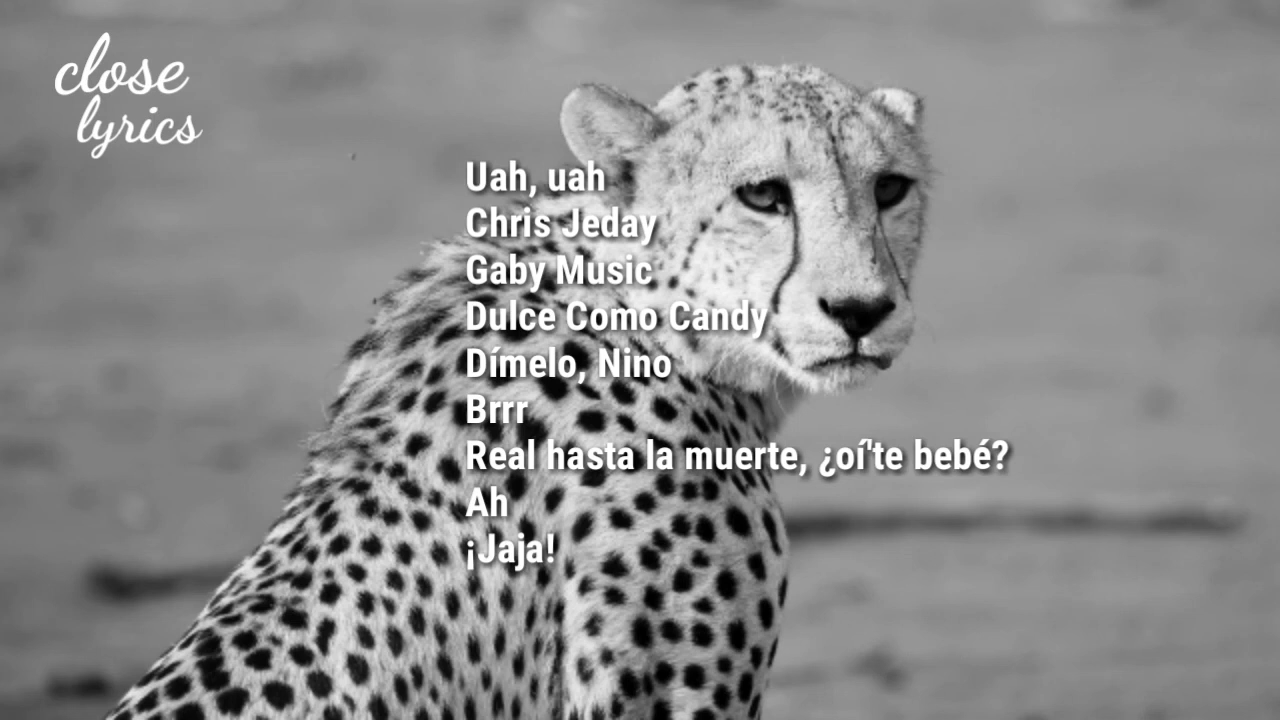 close
lyrics
Uah, uah
Chris Jeday
Gaby Music
Dulce Como Candy
Dímelo, Nino
Brrr
Real hasta la muerte, ¿oí'te bebé?
Ah
¡Jaja!